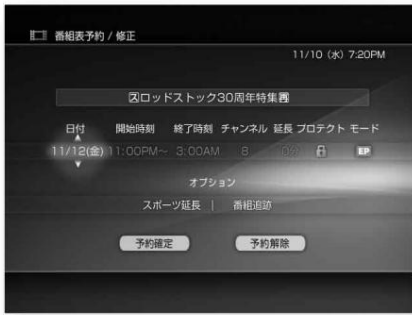 番組表予約 / 修正
11/10 (水) 7:20PM
🅂ロッドストック30周年特集🈞
日付 開始時刻 終了時刻 チャンネル 延長 プロテクト モード
11/12(金) 11:00PM~ 3:00AM 8 0分 EP
オプション
スポーツ延長 | 番組追跡
予約確定 予約解除